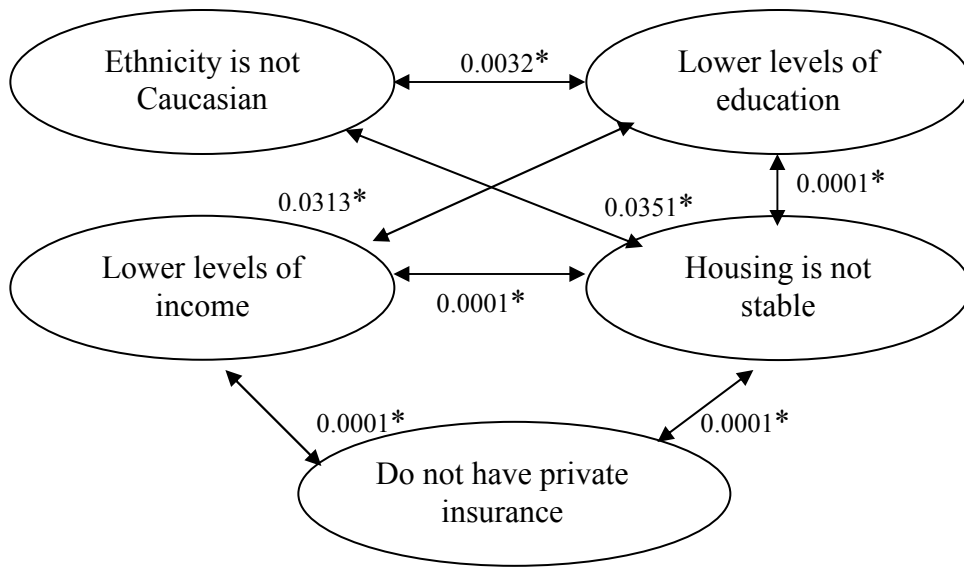 Ethnicity is not
Caucasian
0.0032*
Lower levels of
education
0.0313*
0.0351*
0.0001*
Lower levels of
income
0.0001*
Housing is not
stable
0.0001*
0.0001*
Do not have private
insurance